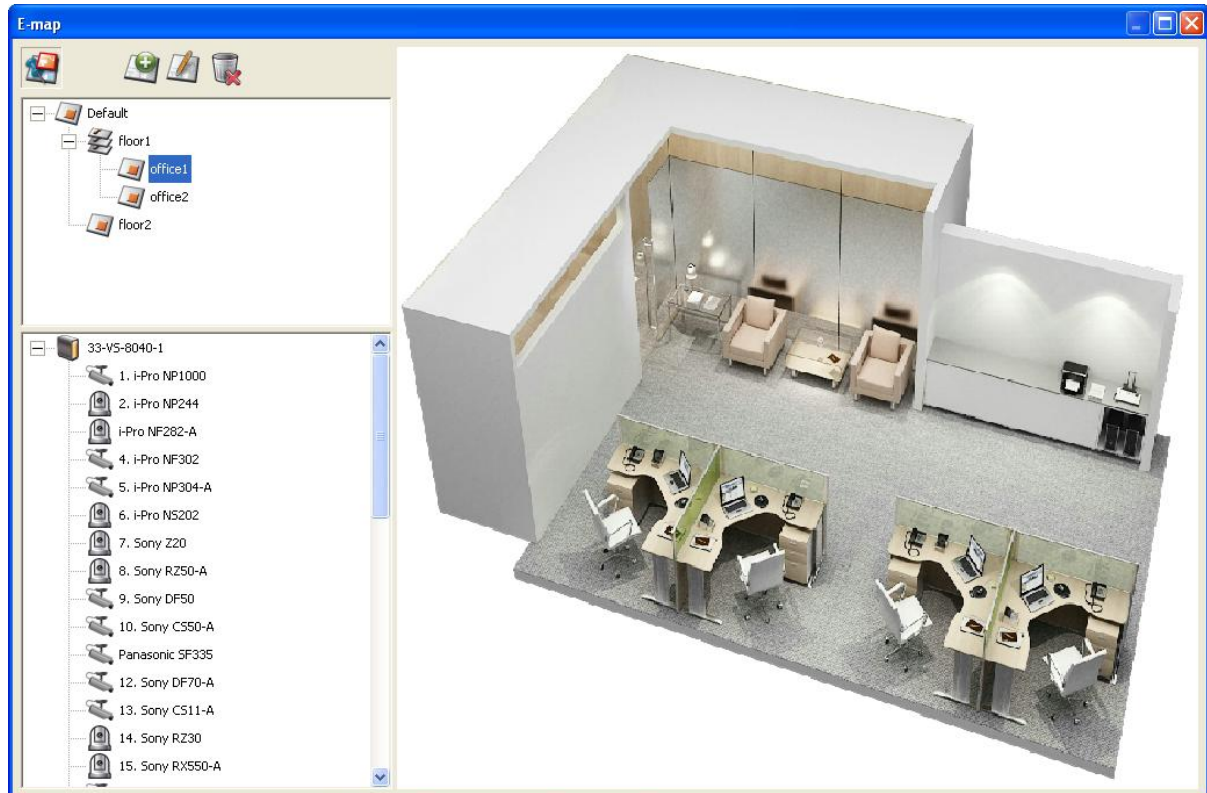 E-map
Default
floor1
office1
office2
floor2
33-VS-8040-1
1. i-Pro NP1000
2. i-Pro NP244
i-Pro NF282-A
4. i-Pro NF302
5. i-Pro NP304-A
6. i-Pro NS202
7. Sony Z20
8. Sony RZ50-A
9. Sony DF50
10. Sony CS50-A
Panasonic SF335
12. Sony DF70-A
13. Sony CS11-A
14. Sony RZ30
15. Sony RX550-A